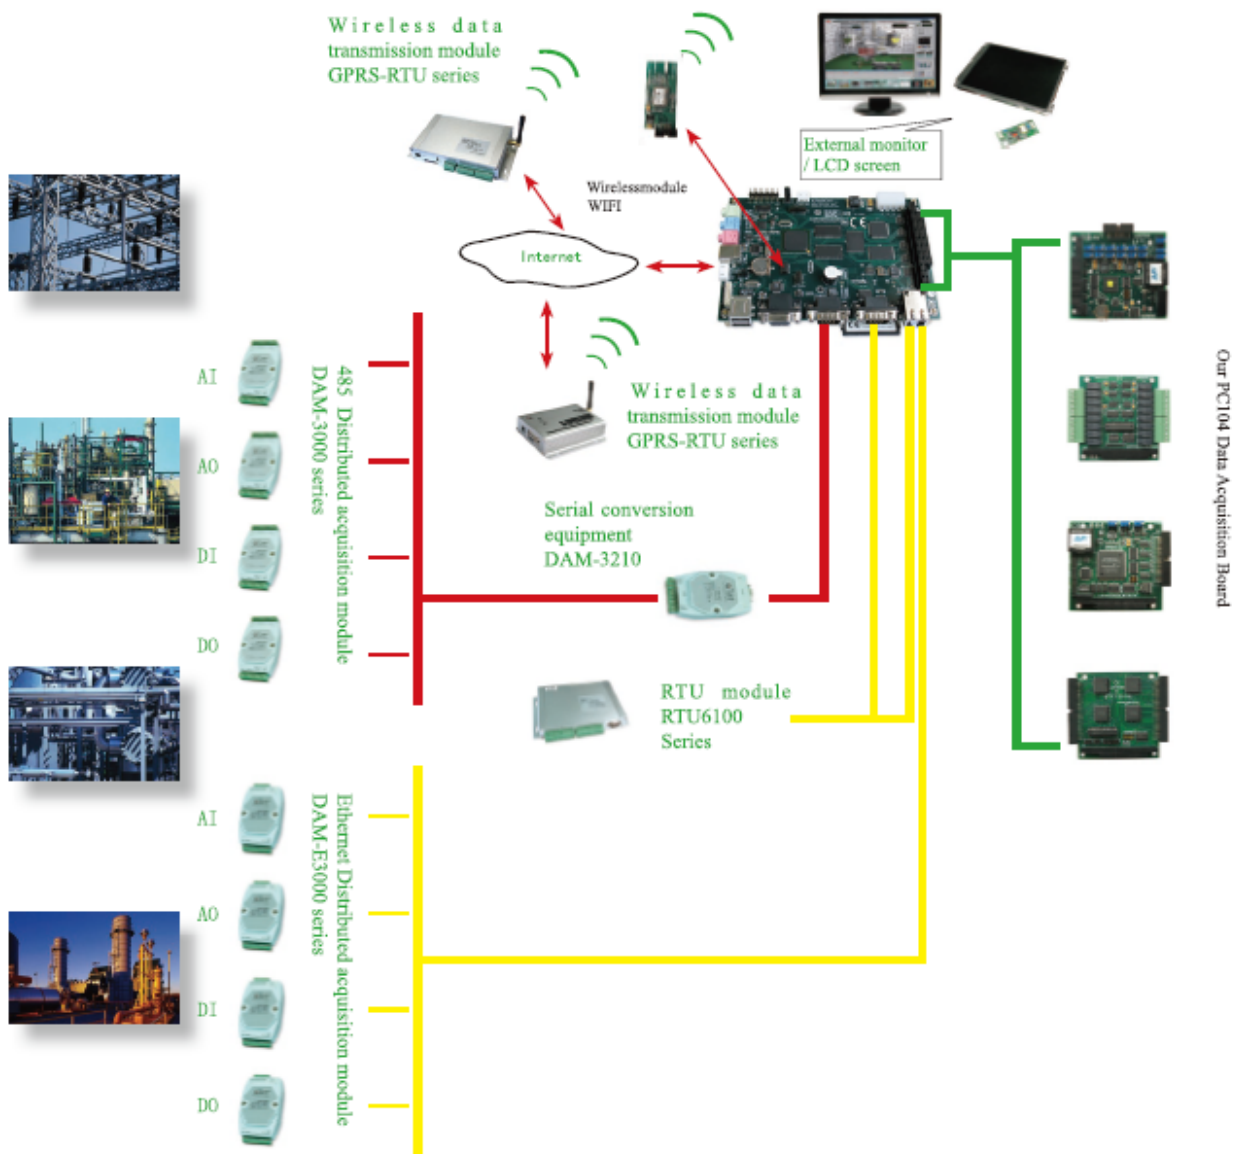 Wireless data
transmission module
GPRS-RTU series
External monitor
/ LCD screen
Wirelessmodule
WIFI
Internet
Wireless data
transmission module
GPRS-RTU series
AI
AO
DI
DO
485 Distributed acquisition module
DAM-3000 series
Serial conversion
equipment
DAM-3210
RTU module
RTU6100
Series
Our PC104 Data Acquisition Board
AI
AO
DI
DO
Ethernet Distributed acquisition module
DAM-E3000 series